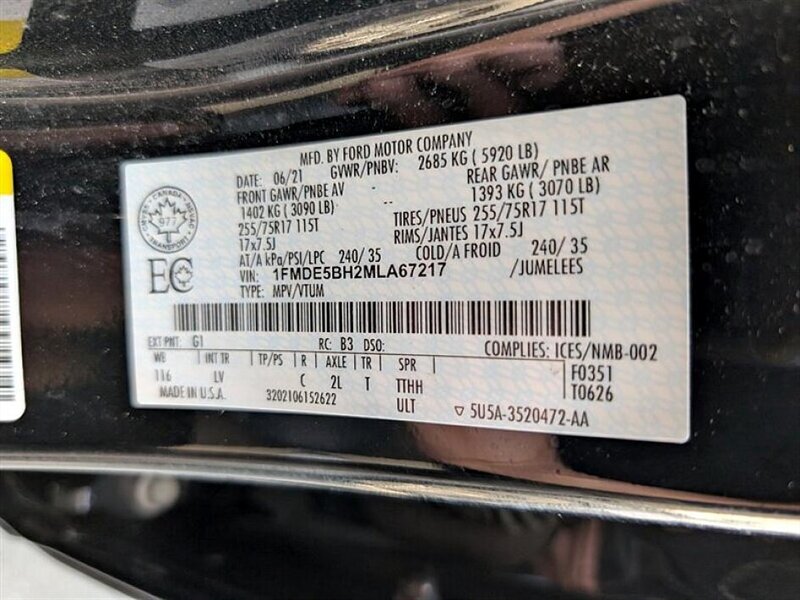 MFD. BY FORD MOTOR COMPANY
DATE: 06/21 GVWR/PNBV: 2685 KG ( 5920 LB)
FRONT GAWR/PNBE AV REAR GAWR/ PNBE AR
1402 KG ( 3090 LB) 1393 KG ( 3070 LB)
255/75R17 115T TIRES/PNEUS 255/75R17 115T
17x7.5J RIMS/JANTES 17x7.5J
AT/A kPa/PSI/LPC 240/ 35 COLD/A FROID 240/ 35
VIN: 1FMDE5BH2MLA67217 /JUMELEES
TYPE: MPV/VTUM
CANADA
977
TRANSPORT
EC
EXT PNT: G1 RC: B3 DSO: COMPLIES: ICES/NMB-002
WB INT TR TP/PS R AXLE TR SPR F0351
116 LV C 2L T TTHH T0626
MADE IN U.S.A. 3202106152622 ULT 5U5A-3520472-AA